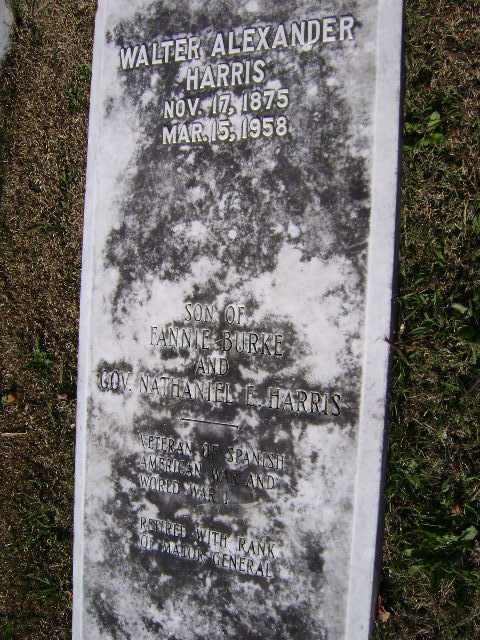 WALTER ALEXANDER
HARRIS
NOV. 17, 1875
MAR. 15, 1958
SON OF
FANNIE BURKE
AND
GOV. NATHANIEL E. HARRIS
VETERAN OF SPANISH
AMERICAN WAR AND
WORLD WAR I
RETIRED WITH RANK
OF MAJOR GENERAL